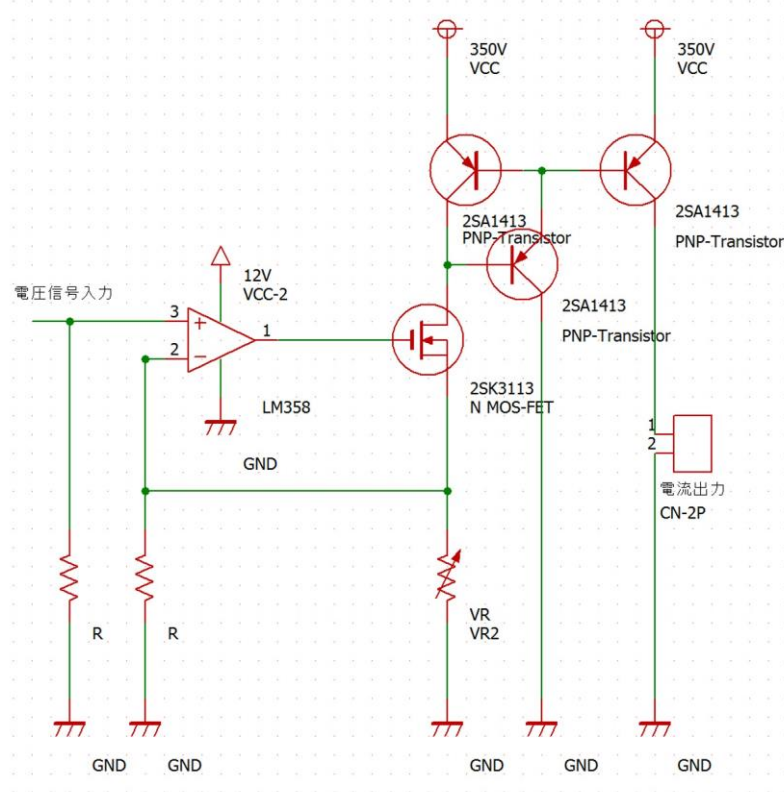 350V
VCC
350V
VCC
2SA1413
PNP-Transistor
2SA1413
PNP-Transistor
12V
VCC-2
電圧信号入力
3
2
1
2SA1413
PNP-Transistor
LM358
2SK3113
N MOS-FET
GND
1
2
電流出力
CN-2P
R
R
VR
VR2
GND
GND
GND
GND
GND